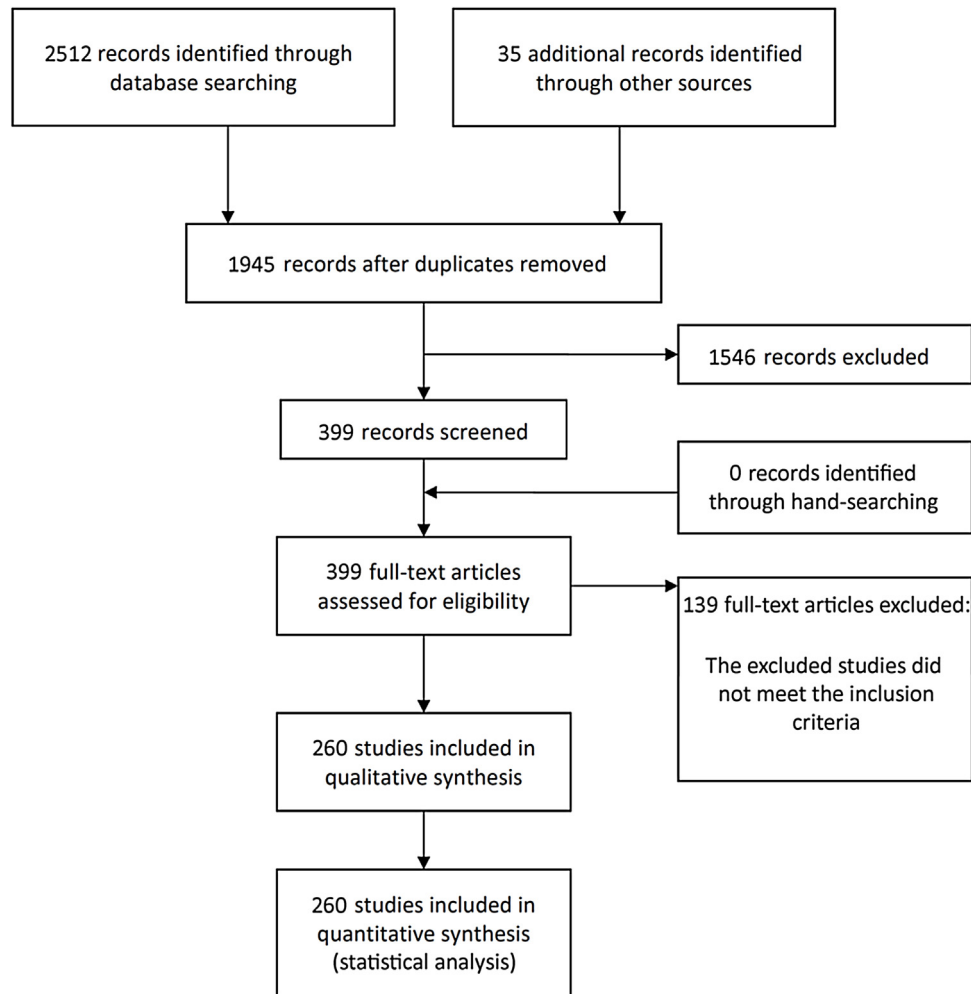 2512 records identified through
database searching
35 additional records identified
through other sources
1945 records after duplicates removed
1546 records excluded
399 records screened
0 records identified
through hand-searching
399 full-text articles
assessed for eligibility
139 full-text articles excluded:
The excluded studies did
not meet the inclusion
criteria
260 studies included in
qualitative synthesis
260 studies included in
quantitative synthesis
(statistical analysis)